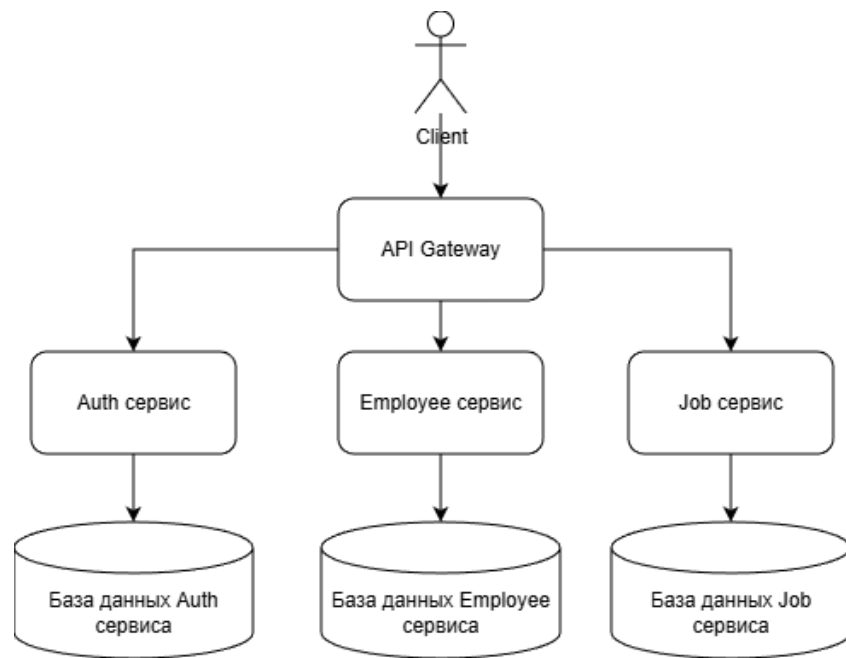 Client
API Gateway
Auth сервис
Employee сервис
Job сервис
База данных Auth
сервиса
База данных Employee
сервиса
База данных Job
сервиса